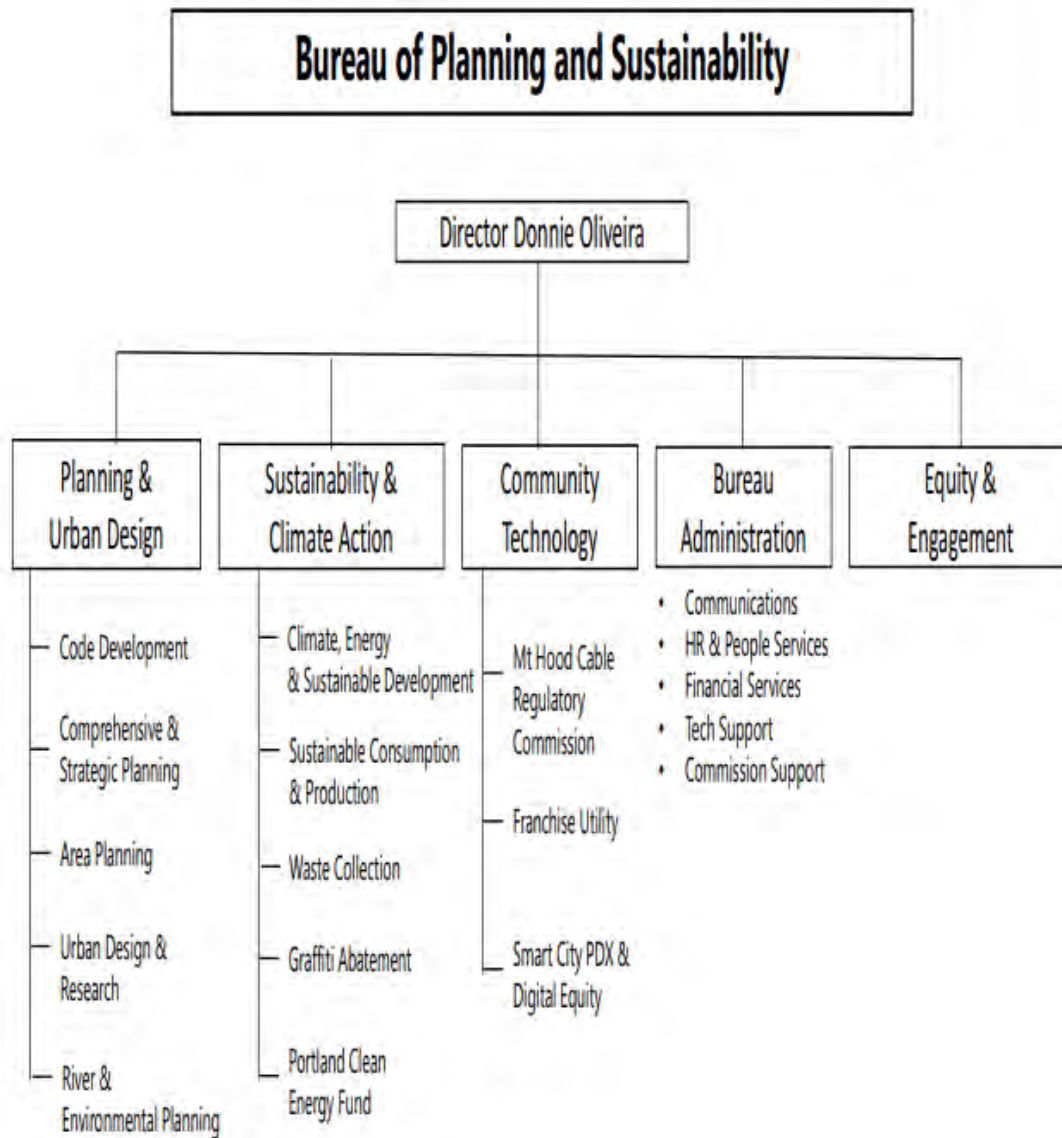 Bureau of Planning and Sustainability
Director Donnie Oliveira
Planning &
Urban Design
Code Development
Comprehensive &
Strategic Planning
Area Planning
Urban Design &
Research
River &
Environmental Planning
Sustainability &
Climate Action
Climate, Energy
& Sustainable Development
Sustainable Consumption
& Production
Waste Collection
Graffiti Abatement
Portland Clean
Energy Fund
Community
Technology
Mt Hood Cable
Regulatory
Commission
Franchise Utility
Smart City PDX &
Digital Equity
Bureau
Administration
• Communications
• HR & People Services
• Financial Services
• Tech Support
• Commission Support
Equity &
Engagement